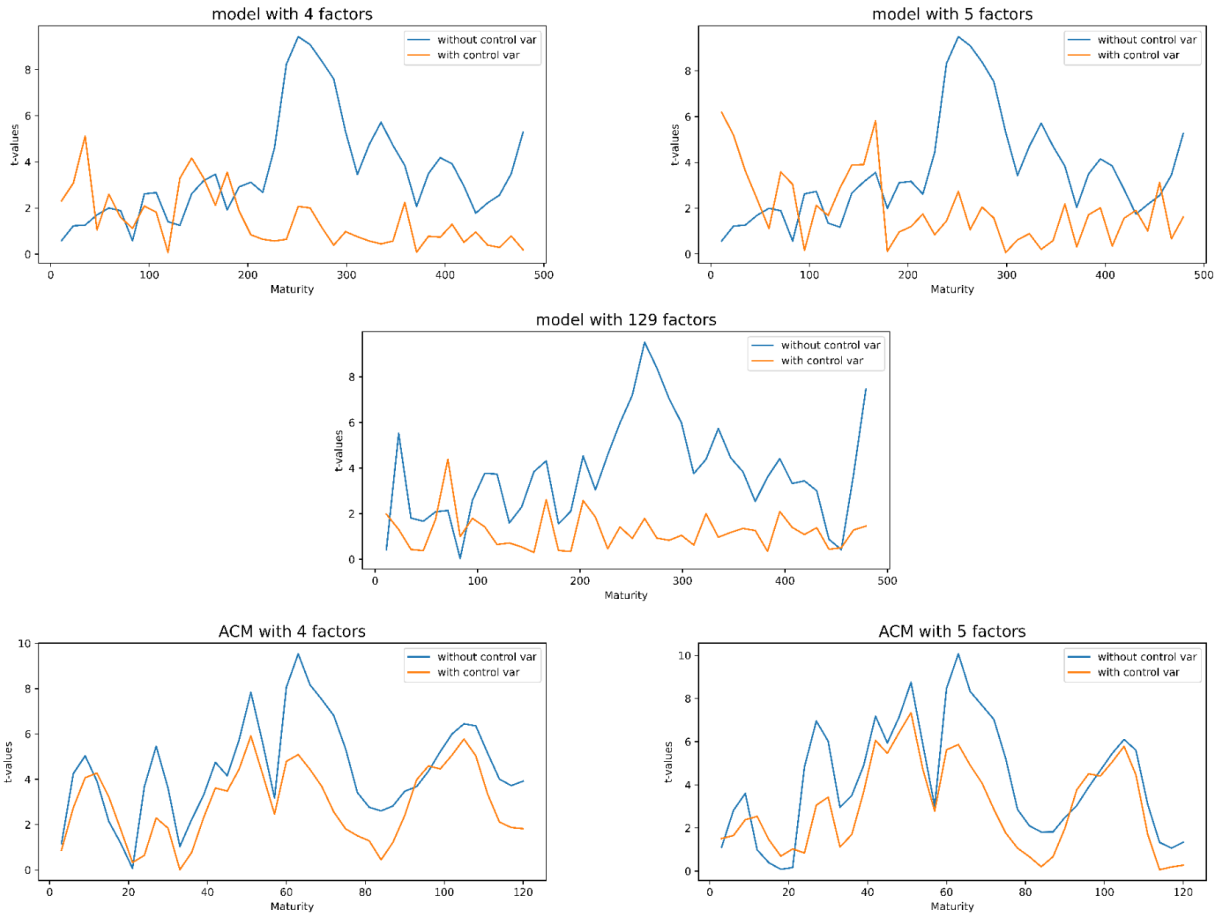 model with 4 factors
without control var
with control var
t-values
8
6
4
2
0
0 100 200 300 400 500
Maturity
model with 5 factors
without control var
with control var
t-values
8
6
4
2
0
0 100 200 300 400 500
Maturity
model with 129 factors
without control var
with control var
t-values
8
6
4
2
0
0 100 200 300 400 500
Maturity
ACM with 4 factors
without control var
with control var
t-values
10
8
6
4
2
0
0 20 40 60 80 100 120
Maturity
ACM with 5 factors
without control var
with control var
t-values
10
8
6
4
2
0
0 20 40 60 80 100 120
Maturity